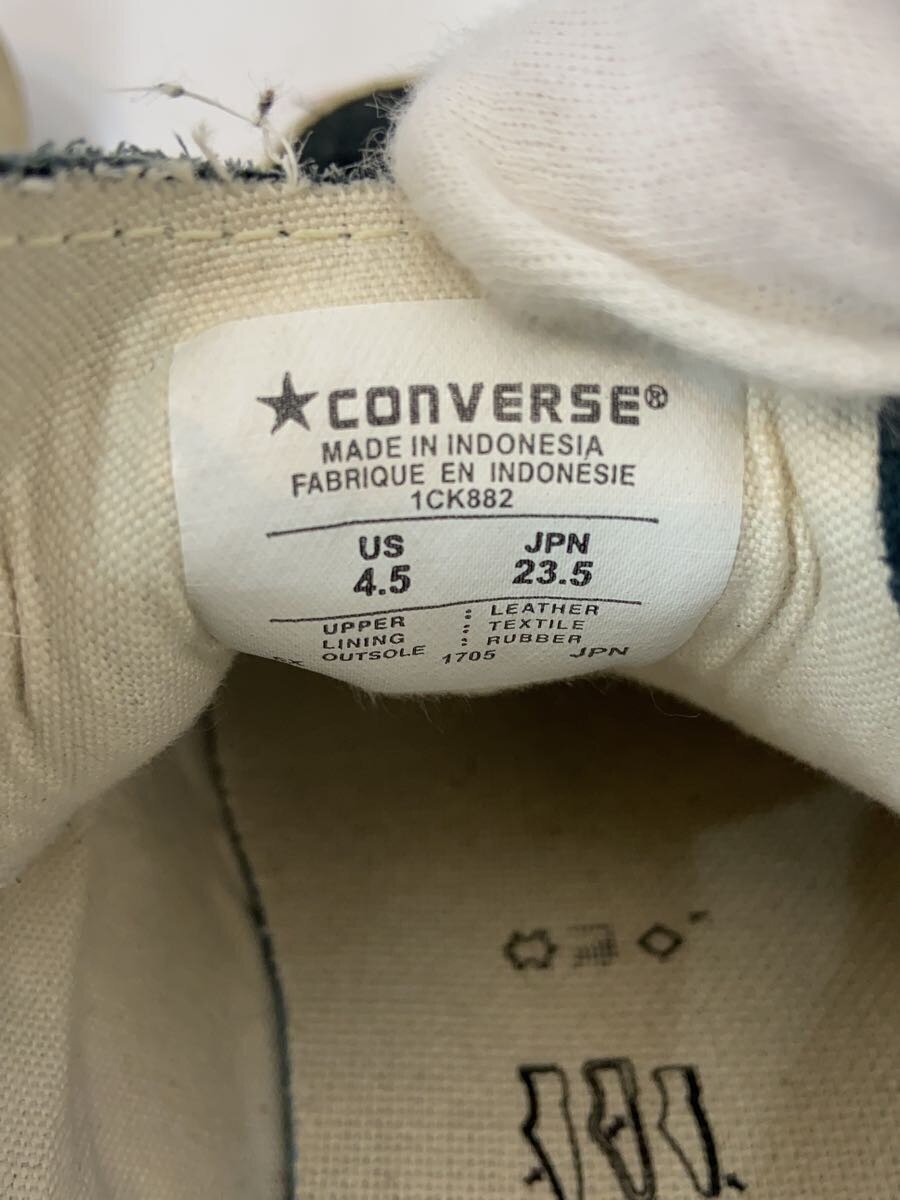 ★CONVERSE®
MADE IN INDONESIA
FABRIQUE EN INDONÉSIE
1CK882
US JPN
4.5 23.5
UPPER : LEATHER
LINING : TEXTILE
OUTSOLE : RUBBER
1705 JPN